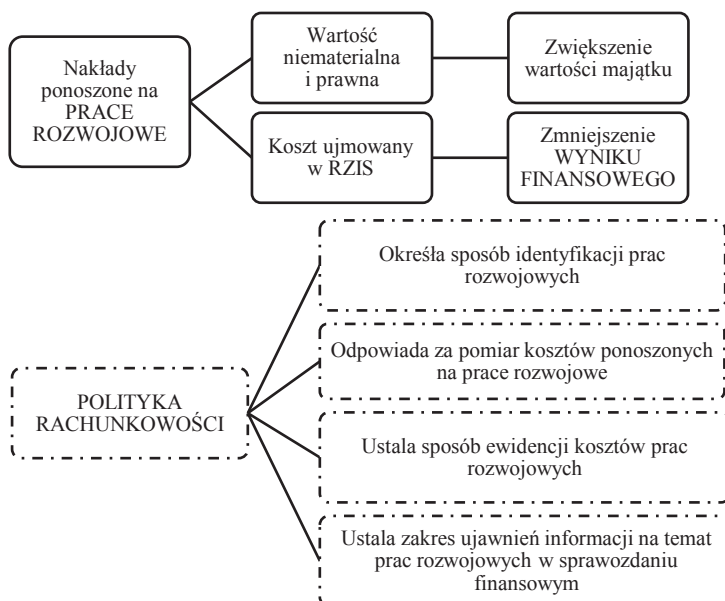 Nakłady
ponoszone na
PRACE
ROZWOJOWE
Wartość
niematerialna
i prawna
Zwiększenie
wartości majątku
Koszt ujmowany
w RZIS
Zmniejszenie
WYNIKU
FINANSOWEGO
POLITYKA
RACHUNKOWOŚCI
Okreśła sposób identyfikacji prac
rozwojowych
Odpowiada za pomiar kosztów ponoszonych
na prace rozwojowe
Ustala sposób ewidencji kosztów prac
rozwojowych
Ustala zakres ujawnień informacji na temat
prac rozwojowych w sprawozdaniu
finansowym